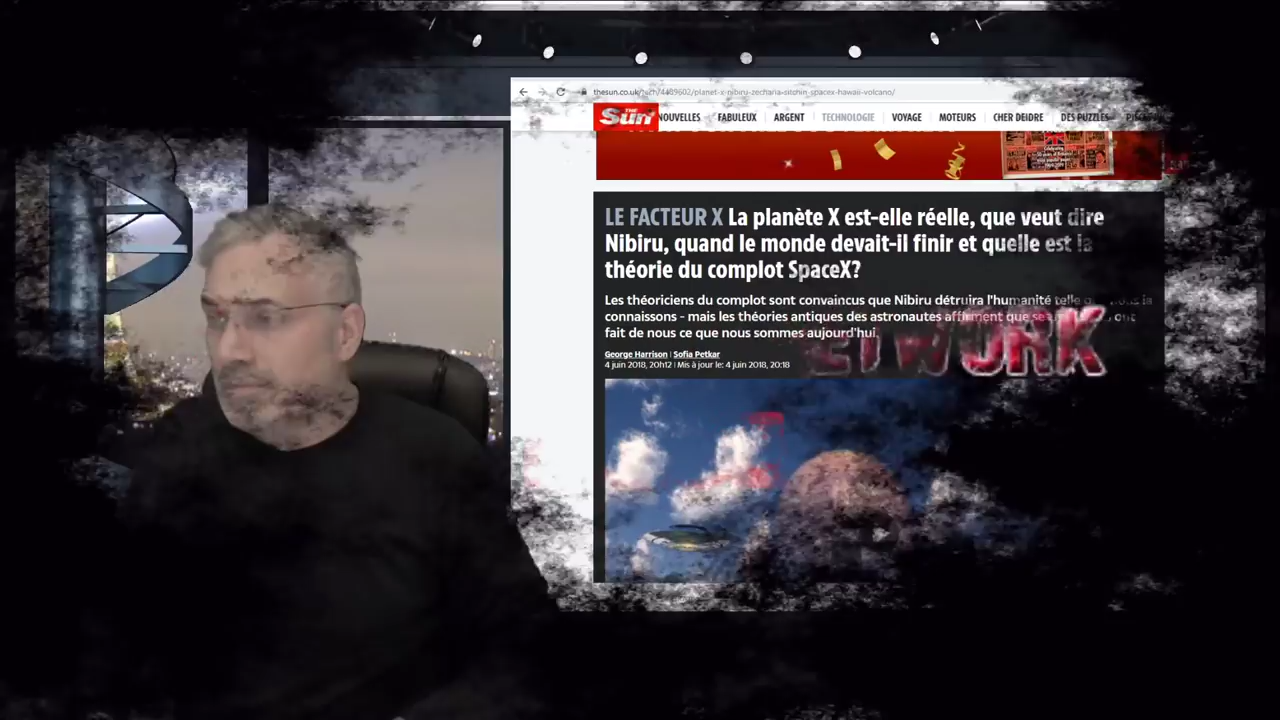 thesun.co.uk/tech/4409602/planet-x-nibiru-zecharia-sitchin-spacex-hawaii-volcano/
THE Sun
NOUVELLES FABULEUX ARGENT TECHNOLOGIE VOYAGE MOTEURS CHER DEIDRE DES PUZZLES
LE FACTEUR X La planète X est-elle réelle, que veut dire
Nibiru, quand le monde devait-il finir et quelle est la
théorie du complot SpaceX?
Les théoriciens du complot sont convaincus que Nibiru détruira l'humanité telle
connaissons - mais les théories antiques des astronautes affirment que ont
fait de nous ce que nous sommes aujourd'hui.
George Harrison | Sofia Petkar
4 juin 2018, 20h12 | Mis à jour le: 4 juin 2018, 20:18